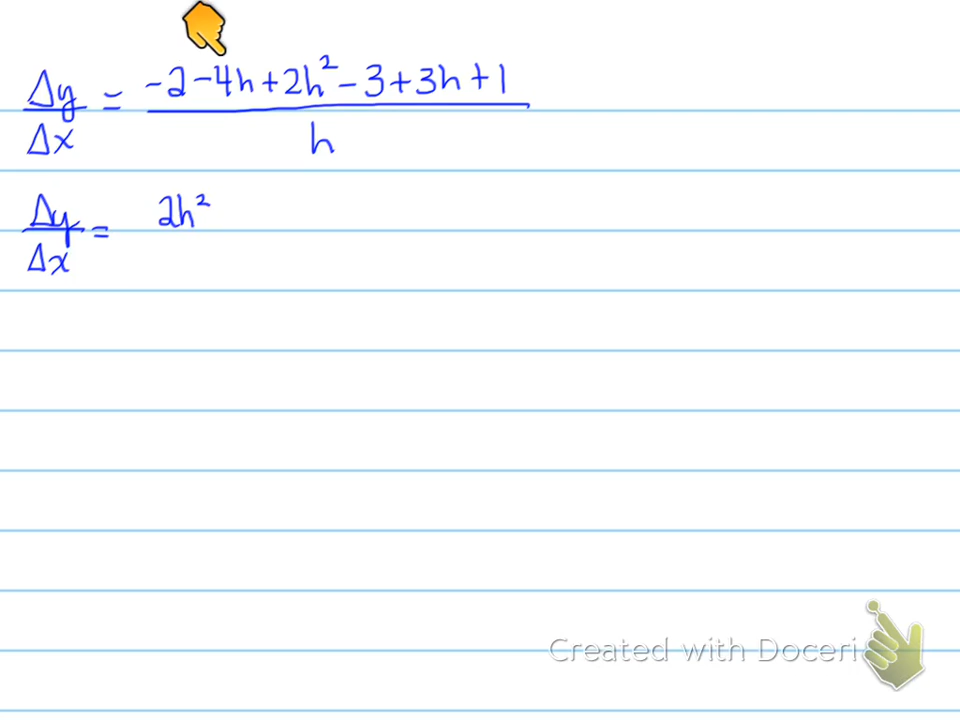 Δy/Δx = (-2-4h+2h²-3+3h+1)/h
Δy/Δx = 2h²
Created with Doceri